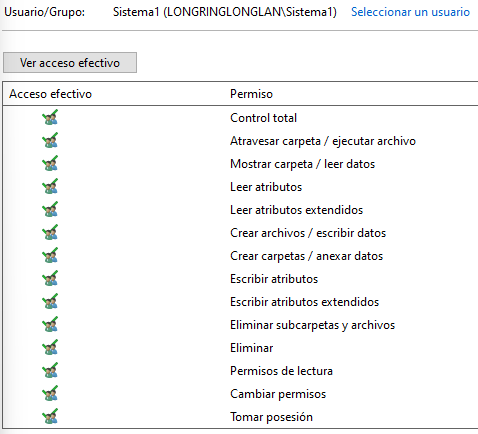 Usuario/Grupo: Sistema1 (LONGRINGLONGLAN\Sistema1) Seleccionar un usuario
Ver acceso efectivo
Acceso efectivo Permiso
Control total
Atravesar carpeta / ejecutar archivo
Mostrar carpeta / leer datos
Leer atributos
Leer atributos extendidos
Crear archivos / escribir datos
Crear carpetas / anexar datos
Escribir atributos
Escribir atributos extendidos
Eliminar subcarpetas y archivos
Eliminar
Permisos de lectura
Cambiar permisos
Tomar posesión